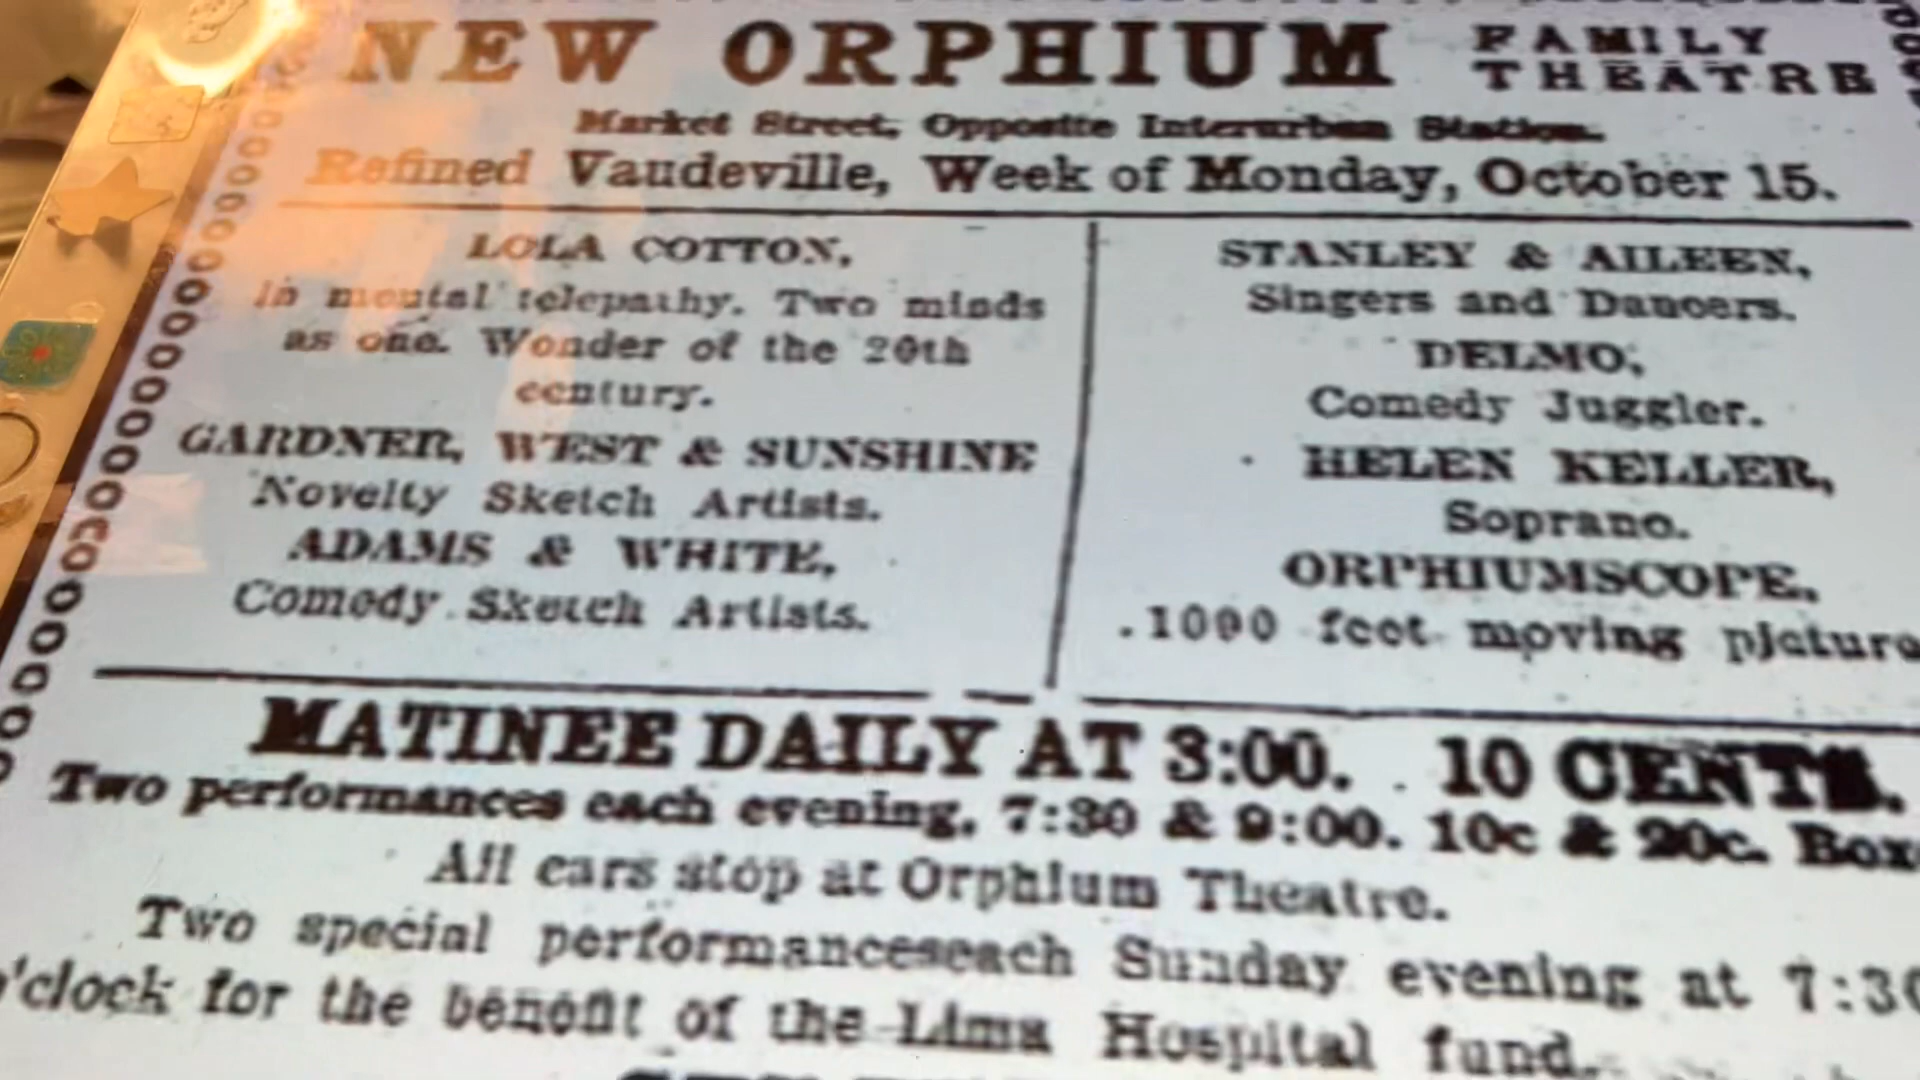 NEW ORPHIUM FAMILY THEATRE
Market Street, Opposite Interurban Station.
Refined Vaudeville, Week of Monday, October 15.
LOLA COTTON,
In mental telepathy. Two minds
as one. Wonder of the 20th
century.
GARDNER, WEST & SUNSHINE
Novelty Sketch Artists.
ADAMS & WHITE,
Comedy Sketch Artists.
STANLEY & AILEEN,
Singers and Dancers.
DELMO,
Comedy Juggler.
HELEN KELLER,
Soprano.
ORPHIUMSCOPE,
1000 feet moving picture
MATINEE DAILY AT 3:00. 10 CENTS.
Two performances each evening, 7:30 & 9:00. 10c & 20c. Box
All cars stop at Orphium Theatre.
Two special performanceseach Sunday evening at 7:30
o'clock for the benefit of the Lima Hospital fund.